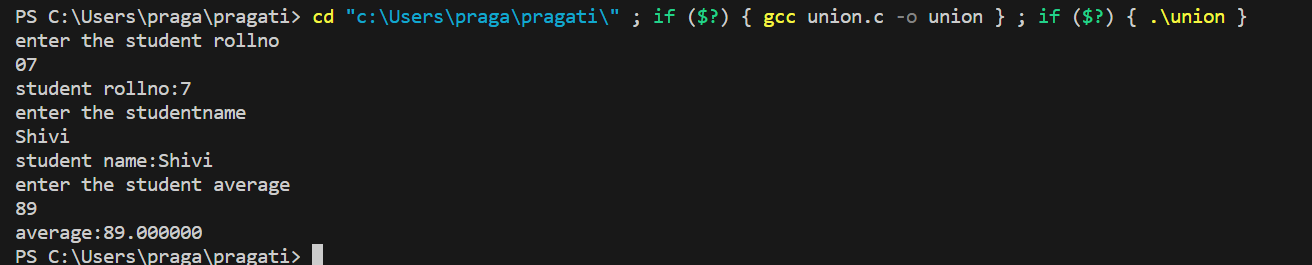 PS C:\Users\praga\pragati> cd "c:\Users\praga\pragati\" ; if ($?) { gcc union.c -o union } ; if ($?) { .\union }
enter the student rollno
07
student rollno:7
enter the studentname
Shivi
student name:Shivi
enter the student average
89
average:89.000000
PS C:\Users\praga\pragati>